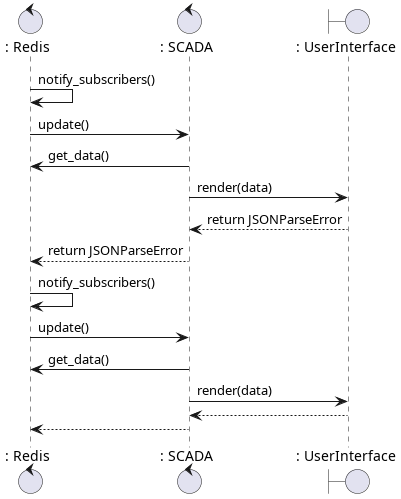 : Redis : SCADA : UserInterface
notify_subscribers()
update()
get_data()
render(data)
return JSONParseError
return JSONParseError
notify_subscribers()
update()
get_data()
render(data)
: Redis : SCADA : UserInterface